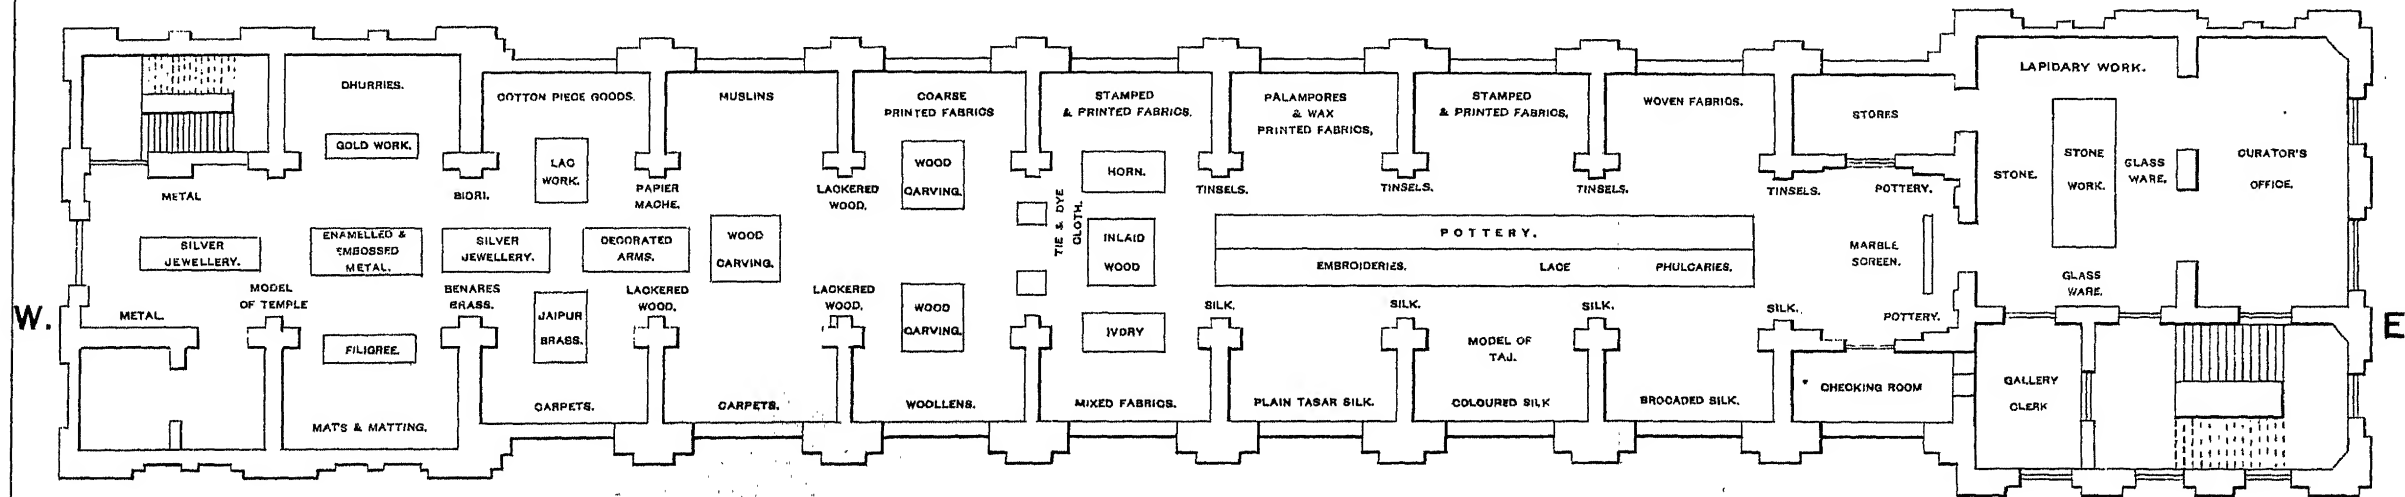 DHURRIES.
GOLD WORK.
METAL
SILVER
JEWELLERY.
METAL.
MODEL
OF TEMPLE
ENAMELLED &
EMBOSSED
METAL.
FILIGREE.
MATS & MATTING.
COTTON PIECE GOODS.
LAC
WORK.
BIDRI.
SILVER
JEWELLERY.
BENARES
BRASS.
JAIPUR
BRASS.
CARPETS.
PAPIER
MACHE.
DECORATED
ARMS.
LACKERED
WOOD.
MUSLINS
WOOD
CARVING.
CARPETS.
LACKERED
WOOD.
LACKERED
WOOD.
COARSE
PRINTED FABRICS
WOOD
CARVING.
WOOD
CARVING.
WOOLLENS.
TIE & DYE
CLOTH.
STAMPED
& PRINTED FABRICS.
HORN.
INLAID
WOOD
IVORY
MIXED FABRICS.
PALAMPORES
& WAX
PRINTED FABRICS,
STAMPED
& PRINTED FABRICS,
WOVEN FABRICS.
TINSELS.
TINSELS.
TINSELS.
TINSELS.
POTTERY.
EMBROIDERIES.
LACE
PHULCARIES.
SILK.
SILK.
SILK.
SILK.
PLAIN TASAR SILK.
MODEL OF
TAJ.
COLOURED SILK
BROCADED SILK.
STORES
POTTERY.
MARBLE
SCREEN.
POTTERY.
CHECKING ROOM
LAPIDARY WORK.
STONE.
STONE
WORK.
GLASS
WARE.
CURATOR'S
OFFICE.
GLASS
WARE.
GALLERY
CLERK
W.
E